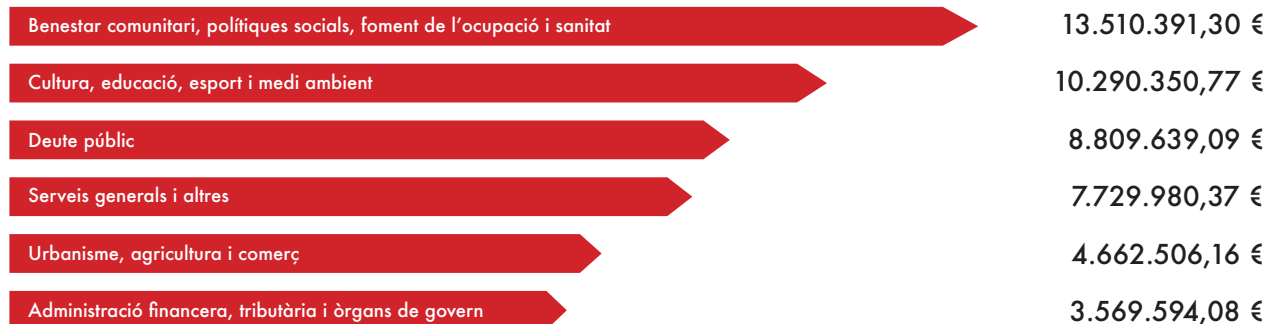 Benestar comunitari, polítiques socials, foment de l'ocupació i sanitat 13.510.391,30 €
Cultura, educació, esport i medi ambient 10.290.350,77 €
Deute públic 8.809.639,09 €
Serveis generals i altres 7.729.980,37 €
Urbanisme, agricultura i comerç 4.662.506,16 €
Administració financera, tributària i òrgans de govern 3.569.594,08 €